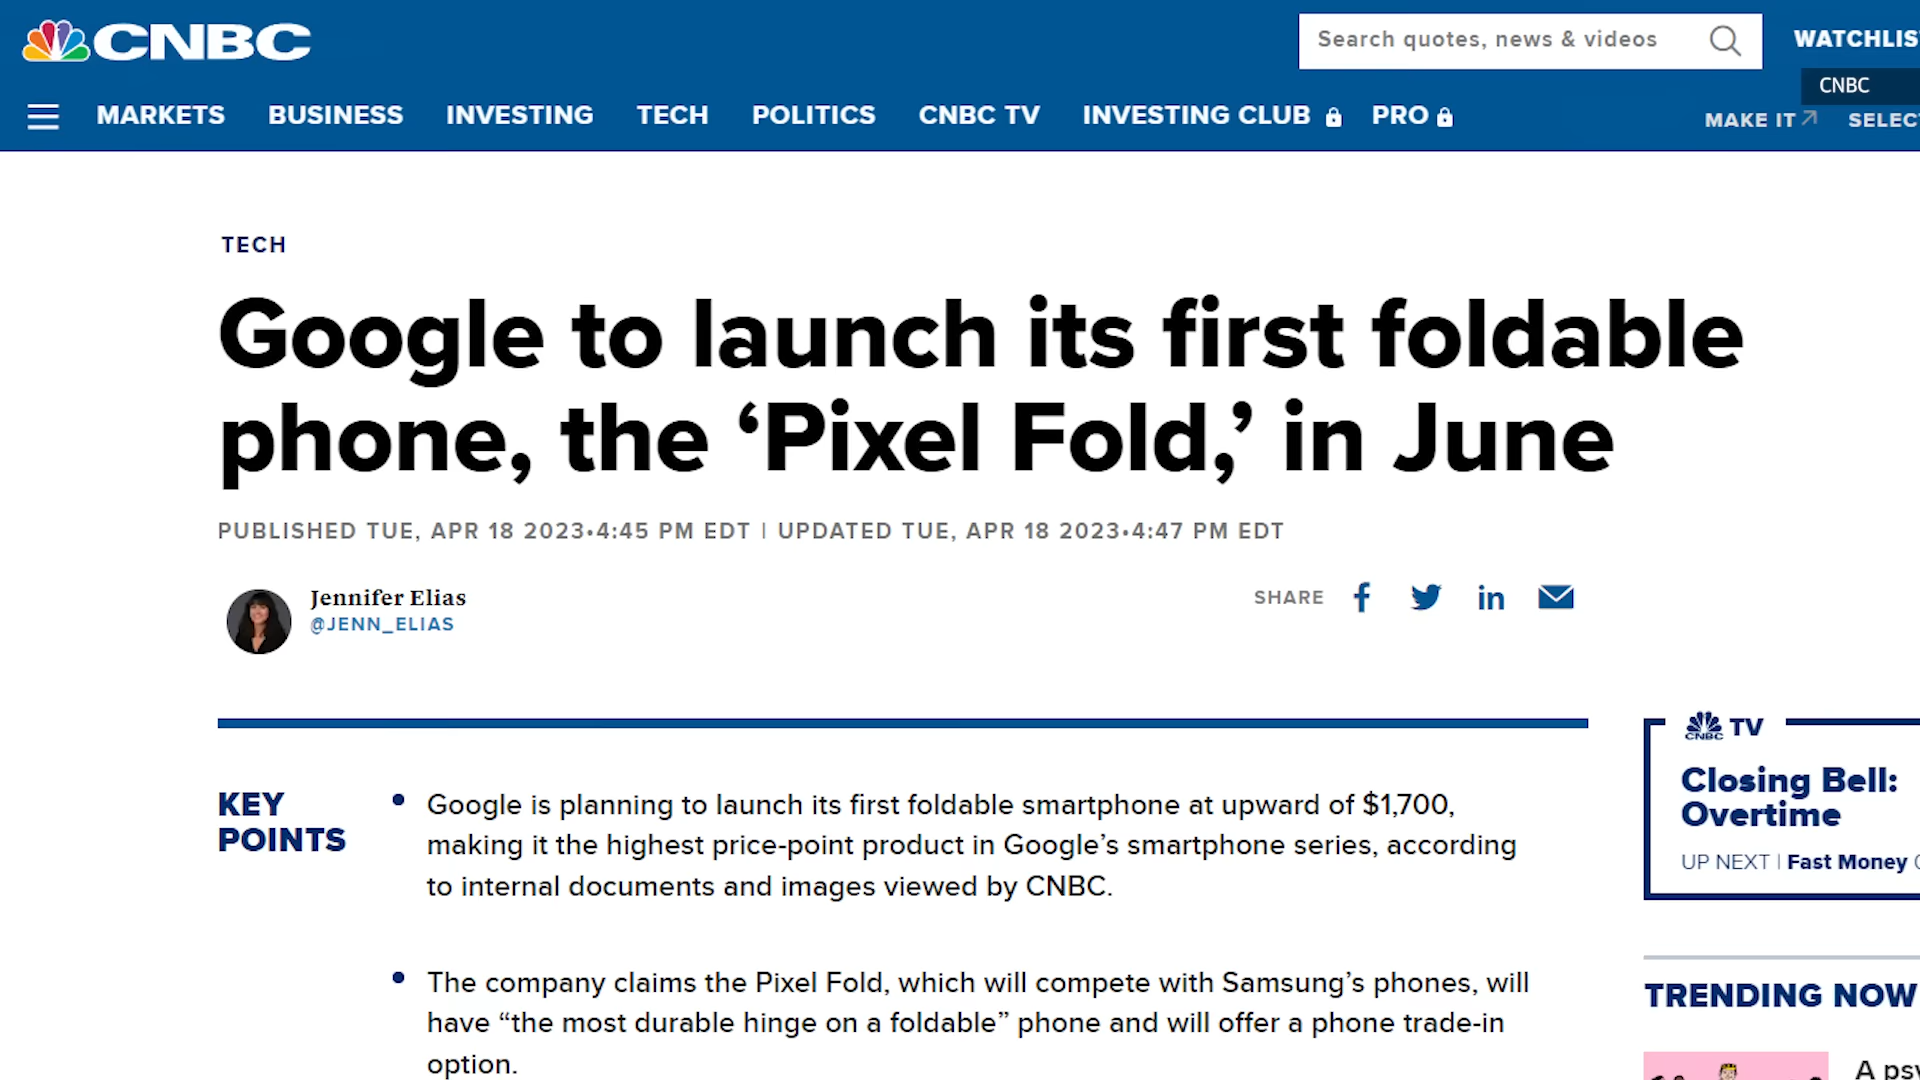 CNBC
Search quotes, news & videos
WATCHLIS
CNBC
MARKETS BUSINESS INVESTING TECH POLITICS CNBC TV INVESTING CLUB PRO
MAKE IT SELEC
TECH
Google to launch its first foldable
phone, the ‘Pixel Fold,’ in June
PUBLISHED TUE, APR 18 2023•4:45 PM EDT | UPDATED TUE, APR 18 2023•4:47 PM EDT
Jennifer Elias
@JENN_ELIAS
SHARE
KEY
POINTS
• Google is planning to launch its first foldable smartphone at upward of $1,700,
making it the highest price-point product in Google’s smartphone series, according
to internal documents and images viewed by CNBC.
• The company claims the Pixel Fold, which will compete with Samsung’s phones, will
have “the most durable hinge on a foldable” phone and will offer a phone trade-in
option.
CNBC TV
Closing Bell:
Overtime
UP NEXT | Fast Money
TRENDING NOW
A psy